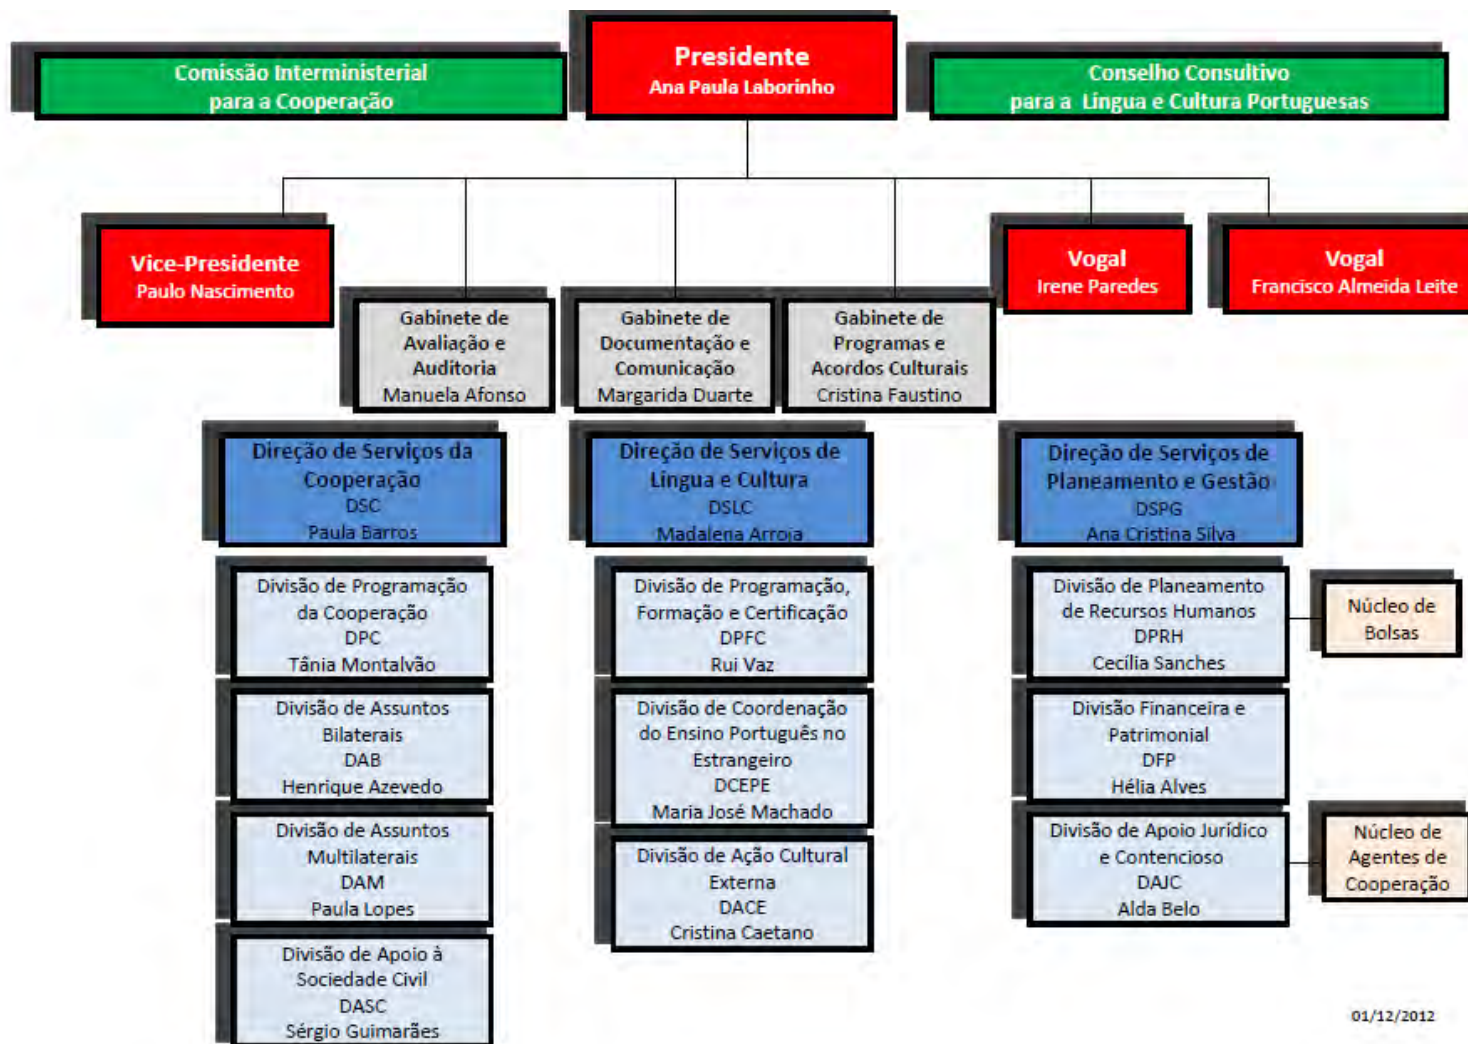 Comissão Interministerial
para a Cooperação
Presidente
Ana Paula Laborinho
Conselho Consultivo
para a Lingua e Cultura Portuguesas
Vice-Presidente
Paulo Nascimento
Gabinete de
Avaliação e
Auditoria
Manuela Afonso
Gabinete de
Documentação e
Comunicação
Margarida Duarte
Gabinete de
Programas e
Acordos Culturais
Cristina Faustino
Vogal
Irene Paredes
Vogal
Francisco Almeida Leite
Direção de Serviços da
Cooperação
DSC
Paula Barros
Direção de Serviços de
Lingua e Cultura
DSLC
Madalena Arroja
Direção de Serviços de
Planeamento e Gestão
DSPG
Ana Cristina Silva
Divisão de Programação
da Cooperação
DPC
Tânia Montalvão
Divisão de Assuntos
Bilaterais
DAB
Henrique Azevedo
Divisão de Assuntos
Multilaterais
DAM
Paula Lopes
Divisão de Apoio à
Sociedade Civil
DASC
Sérgio Guimarães
Divisão de Programação,
Formação e Certificação
DPFC
Rui Vaz
Divisão de Coordenação
do Ensino Português no
Estrangeiro
DCEPE
Maria José Machado
Divisão de Ação Cultural
Externa
DACE
Cristina Caetano
Divisão de Planeamento
de Recursos Humanos
DPRH
Cecília Sanches
Núcleo de
Bolsas
Divisão Financeira e
Patrimonial
DFP
Hélia Alves
Divisão de Apoio Jurídico
e Contencioso
DAJC
Alda Belo
Núcleo de
Agentes de
Cooperação
01/12/2012